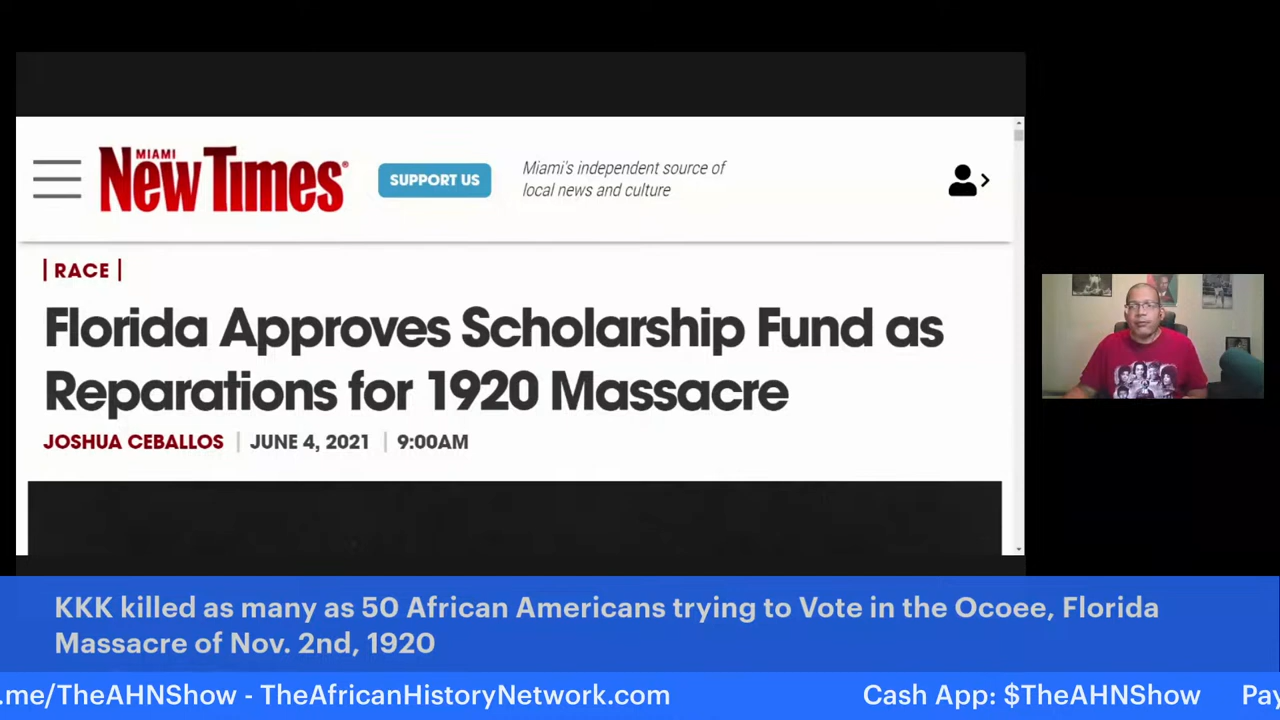 MIAMI
New Times®
SUPPORT US
Miami's independent source of
local news and culture
| RACE |
Florida Approves Scholarship Fund as
Reparations for 1920 Massacre
JOSHUA CEBALLOS | JUNE 4, 2021 | 9:00AM
KKK killed as many as 50 African Americans trying to Vote in the Ocoee, Florida
Massacre of Nov. 2nd, 1920
.me/TheAHNShow - TheAfricanHistoryNetwork.com Cash App: $TheAHNShow Pay